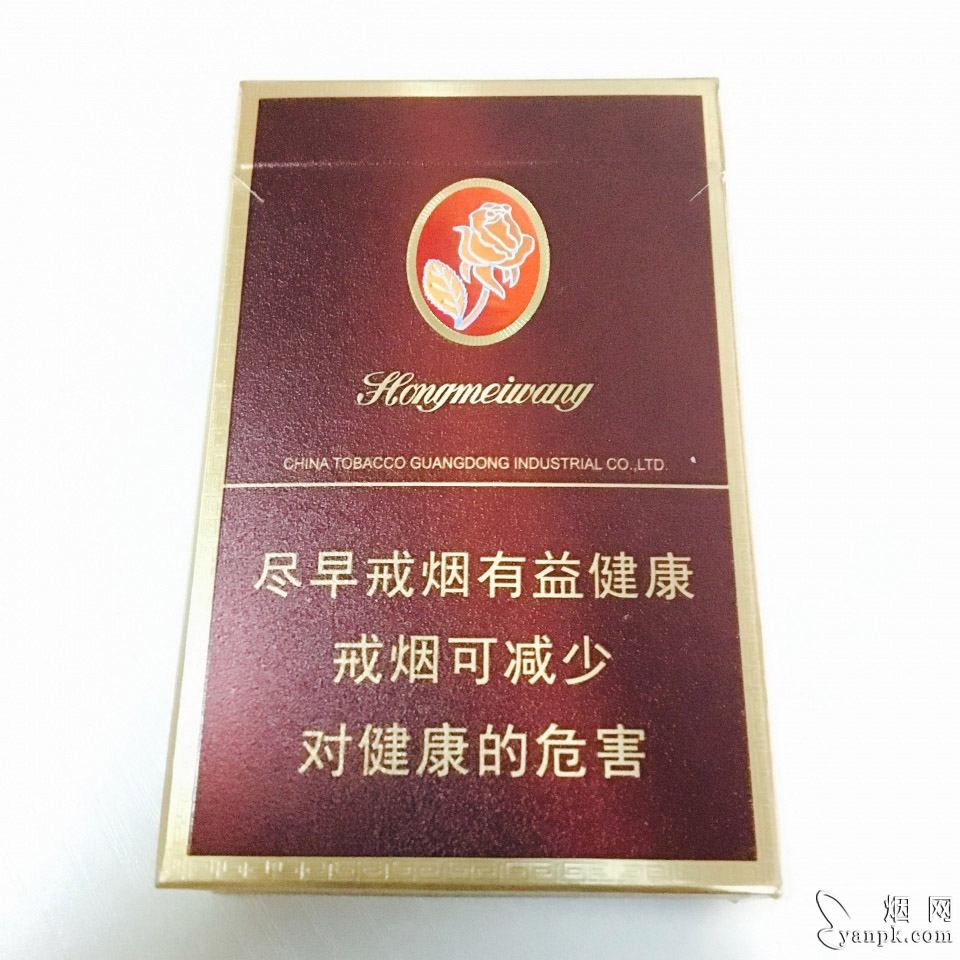 Hongmeiwang
CHINA TOBACCO GUANGDONG INDUSTRIAL CO.,LTD.
尽早戒烟有益健康
戒烟可减少
对健康的危害
烟网
yanpk.com